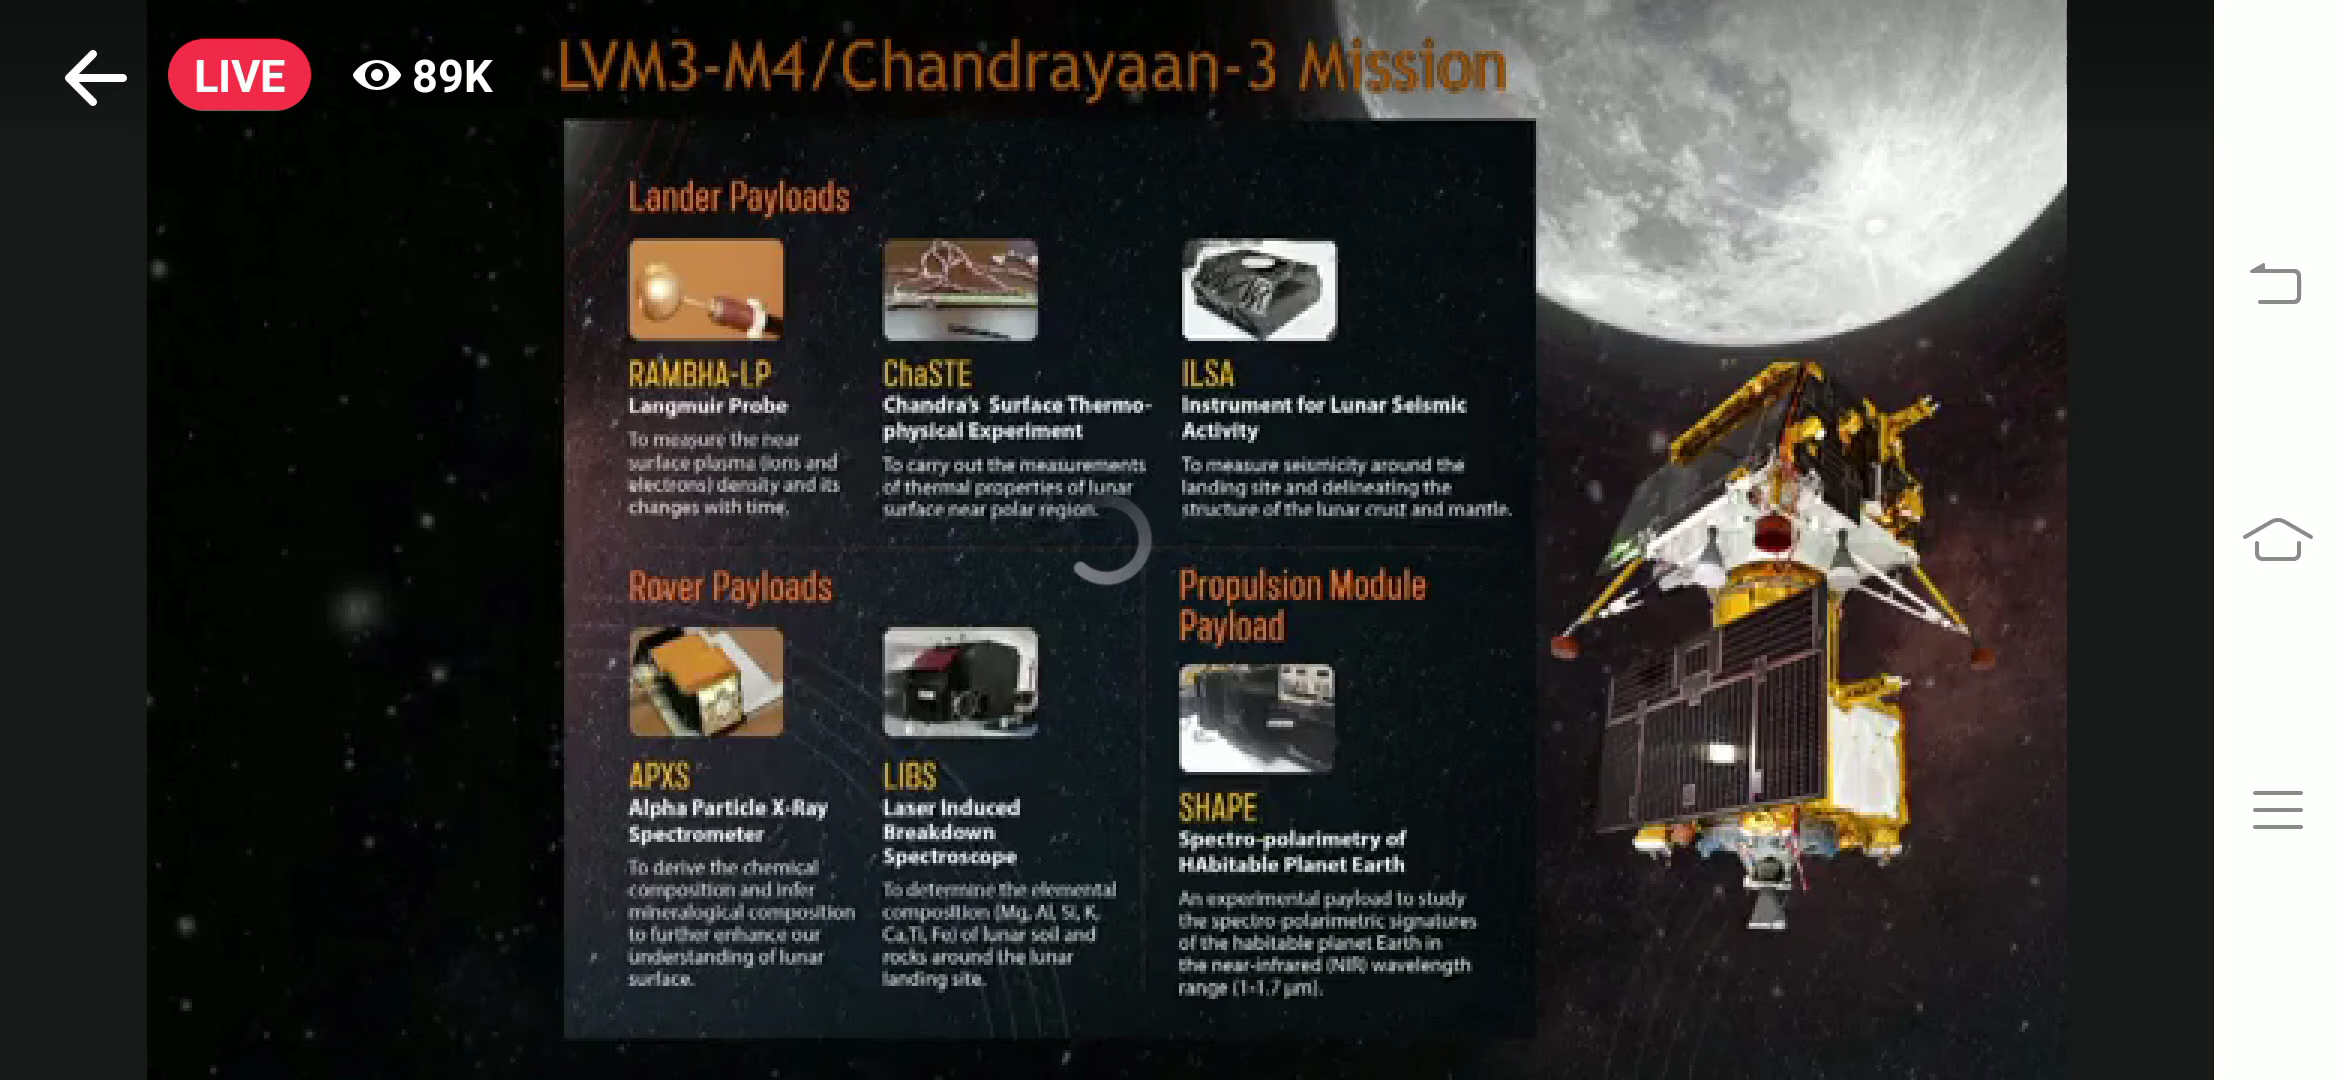 LIVE
89K
LVM3-M4/Chandrayaan-3 Mission
Lander Payloads
RAMBHA-LP
Langmuir Probe
To measure the near
surface plasma (ions and
electrons) density and its
changes with time.
ChaSTE
Chandra's Surface Thermo-
physical Experiment
To carry out the measurements
of thermal properties of lunar
surface near polar region.
ILSA
Instrument for Lunar Seismic
Activity
To measure seismicity around the
landing site and delineating the
structure of the lunar crust and mantle.
Rover Payloads
APXS
Alpha Particle X-Ray
Spectrometer
To derive the chemical
composition and infer
mineralogical composition
to further enhance our
understanding of lunar
surface.
LIBS
Laser Induced
Breakdown
Spectroscope
To determine the elemental
composition (Mg, Al, Si, K,
Ca,Ti, Fe) of lunar soil and
rocks around the lunar
landing site.
Propulsion Module
Payload
SHAPE
Spectro-polarimetry of
HAbitable Planet Earth
An experimental payload to study
the spectro-polarimetric signatures
of the habitable planet Earth in
the near-infrared (NIR) wavelength
range (1-1.7 μm).